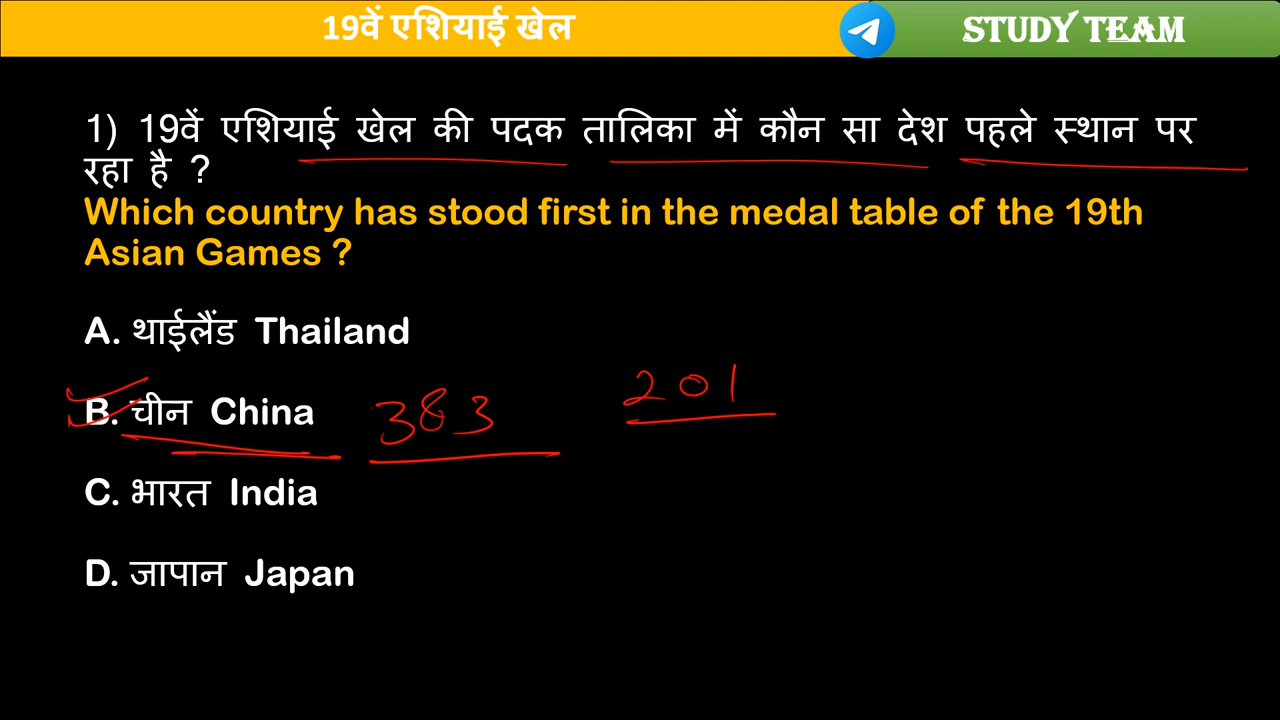 19वें एशियाई खेल
STUDY TEAM
1) 19वें एशियाई खेल की पदक तालिका में कौन सा देश पहले स्थान पर
रहा है ?
Which country has stood first in the medal table of the 19th
Asian Games ?
A. थाईलैंड Thailand
B. चीन China 383 201
C. भारत India
D. जापान Japan